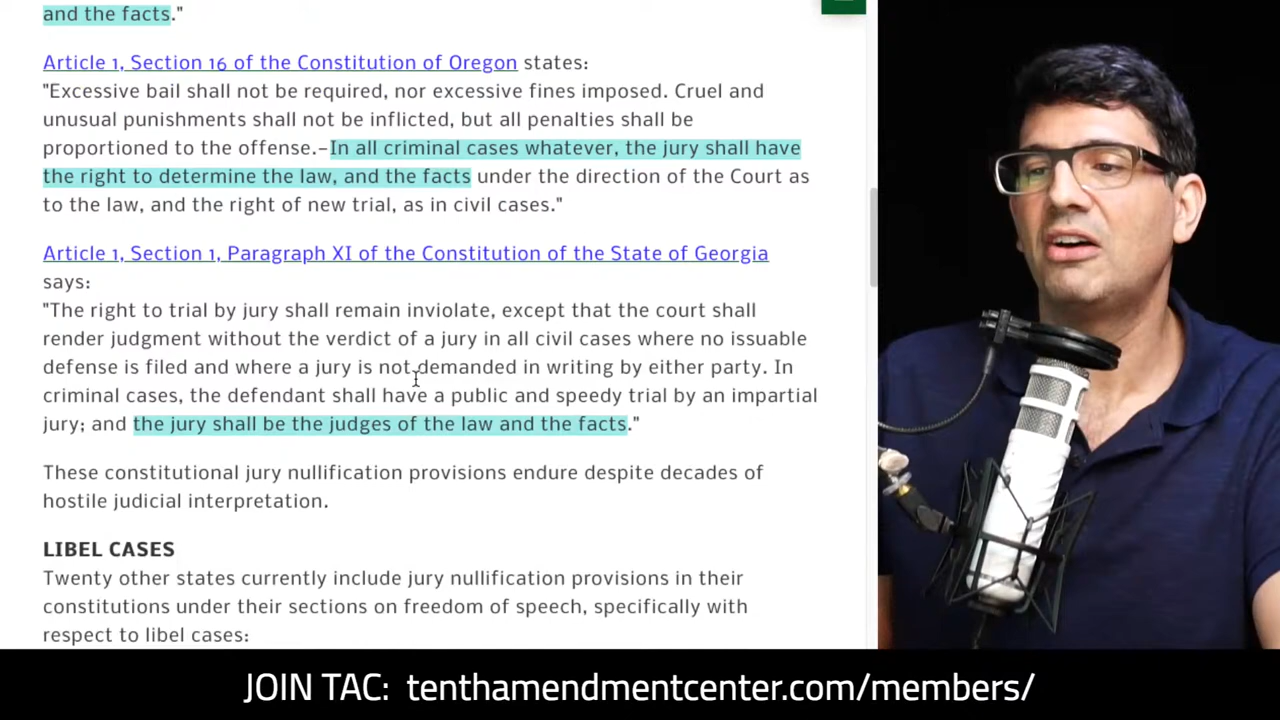 and the facts."
Article 1, Section 16 of the Constitution of Oregon states:
"Excessive bail shall not be required, nor excessive fines imposed. Cruel and
unusual punishments shall not be inflicted, but all penalties shall be
proportioned to the offense.—In all criminal cases whatever, the jury shall have
the right to determine the law, and the facts under the direction of the Court as
to the law, and the right of new trial, as in civil cases."
Article 1, Section 1, Paragraph XI of the Constitution of the State of Georgia
says:
"The right to trial by jury shall remain inviolate, except that the court shall
render judgment without the verdict of a jury in all civil cases where no issuable
defense is filed and where a jury is not demanded in writing by either party. In
criminal cases, the defendant shall have a public and speedy trial by an impartial
jury; and the jury shall be the judges of the law and the facts."
These constitutional jury nullification provisions endure despite decades of
hostile judicial interpretation.
LIBEL CASES
Twenty other states currently include jury nullification provisions in their
constitutions under their sections on freedom of speech, specifically with
respect to libel cases:
JOIN TAC: tenthamendmentcenter.com/members/